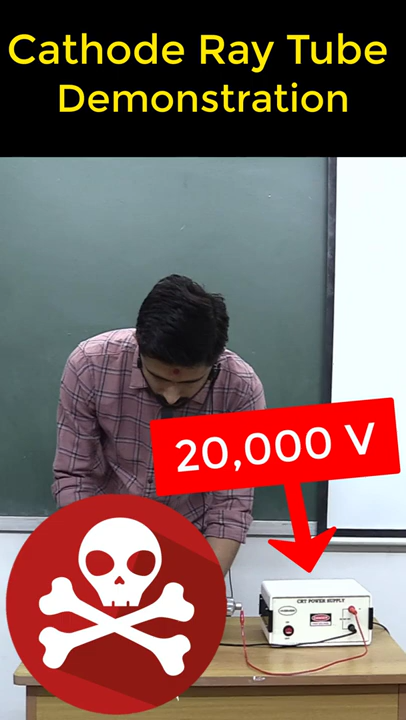 Cathode Ray Tube
Demonstration
20,000 V
CRT POWER SUPPLY